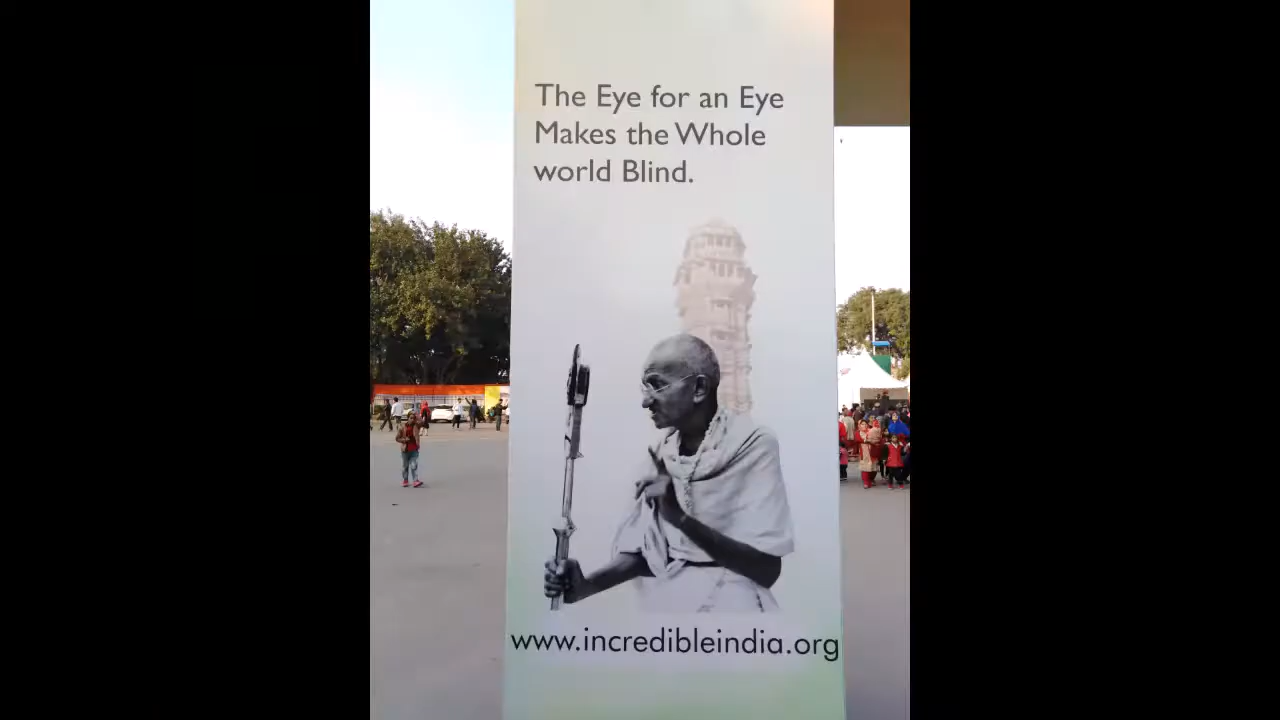 The Eye for an Eye
Makes the Whole
world Blind.
www.incredibleindia.org